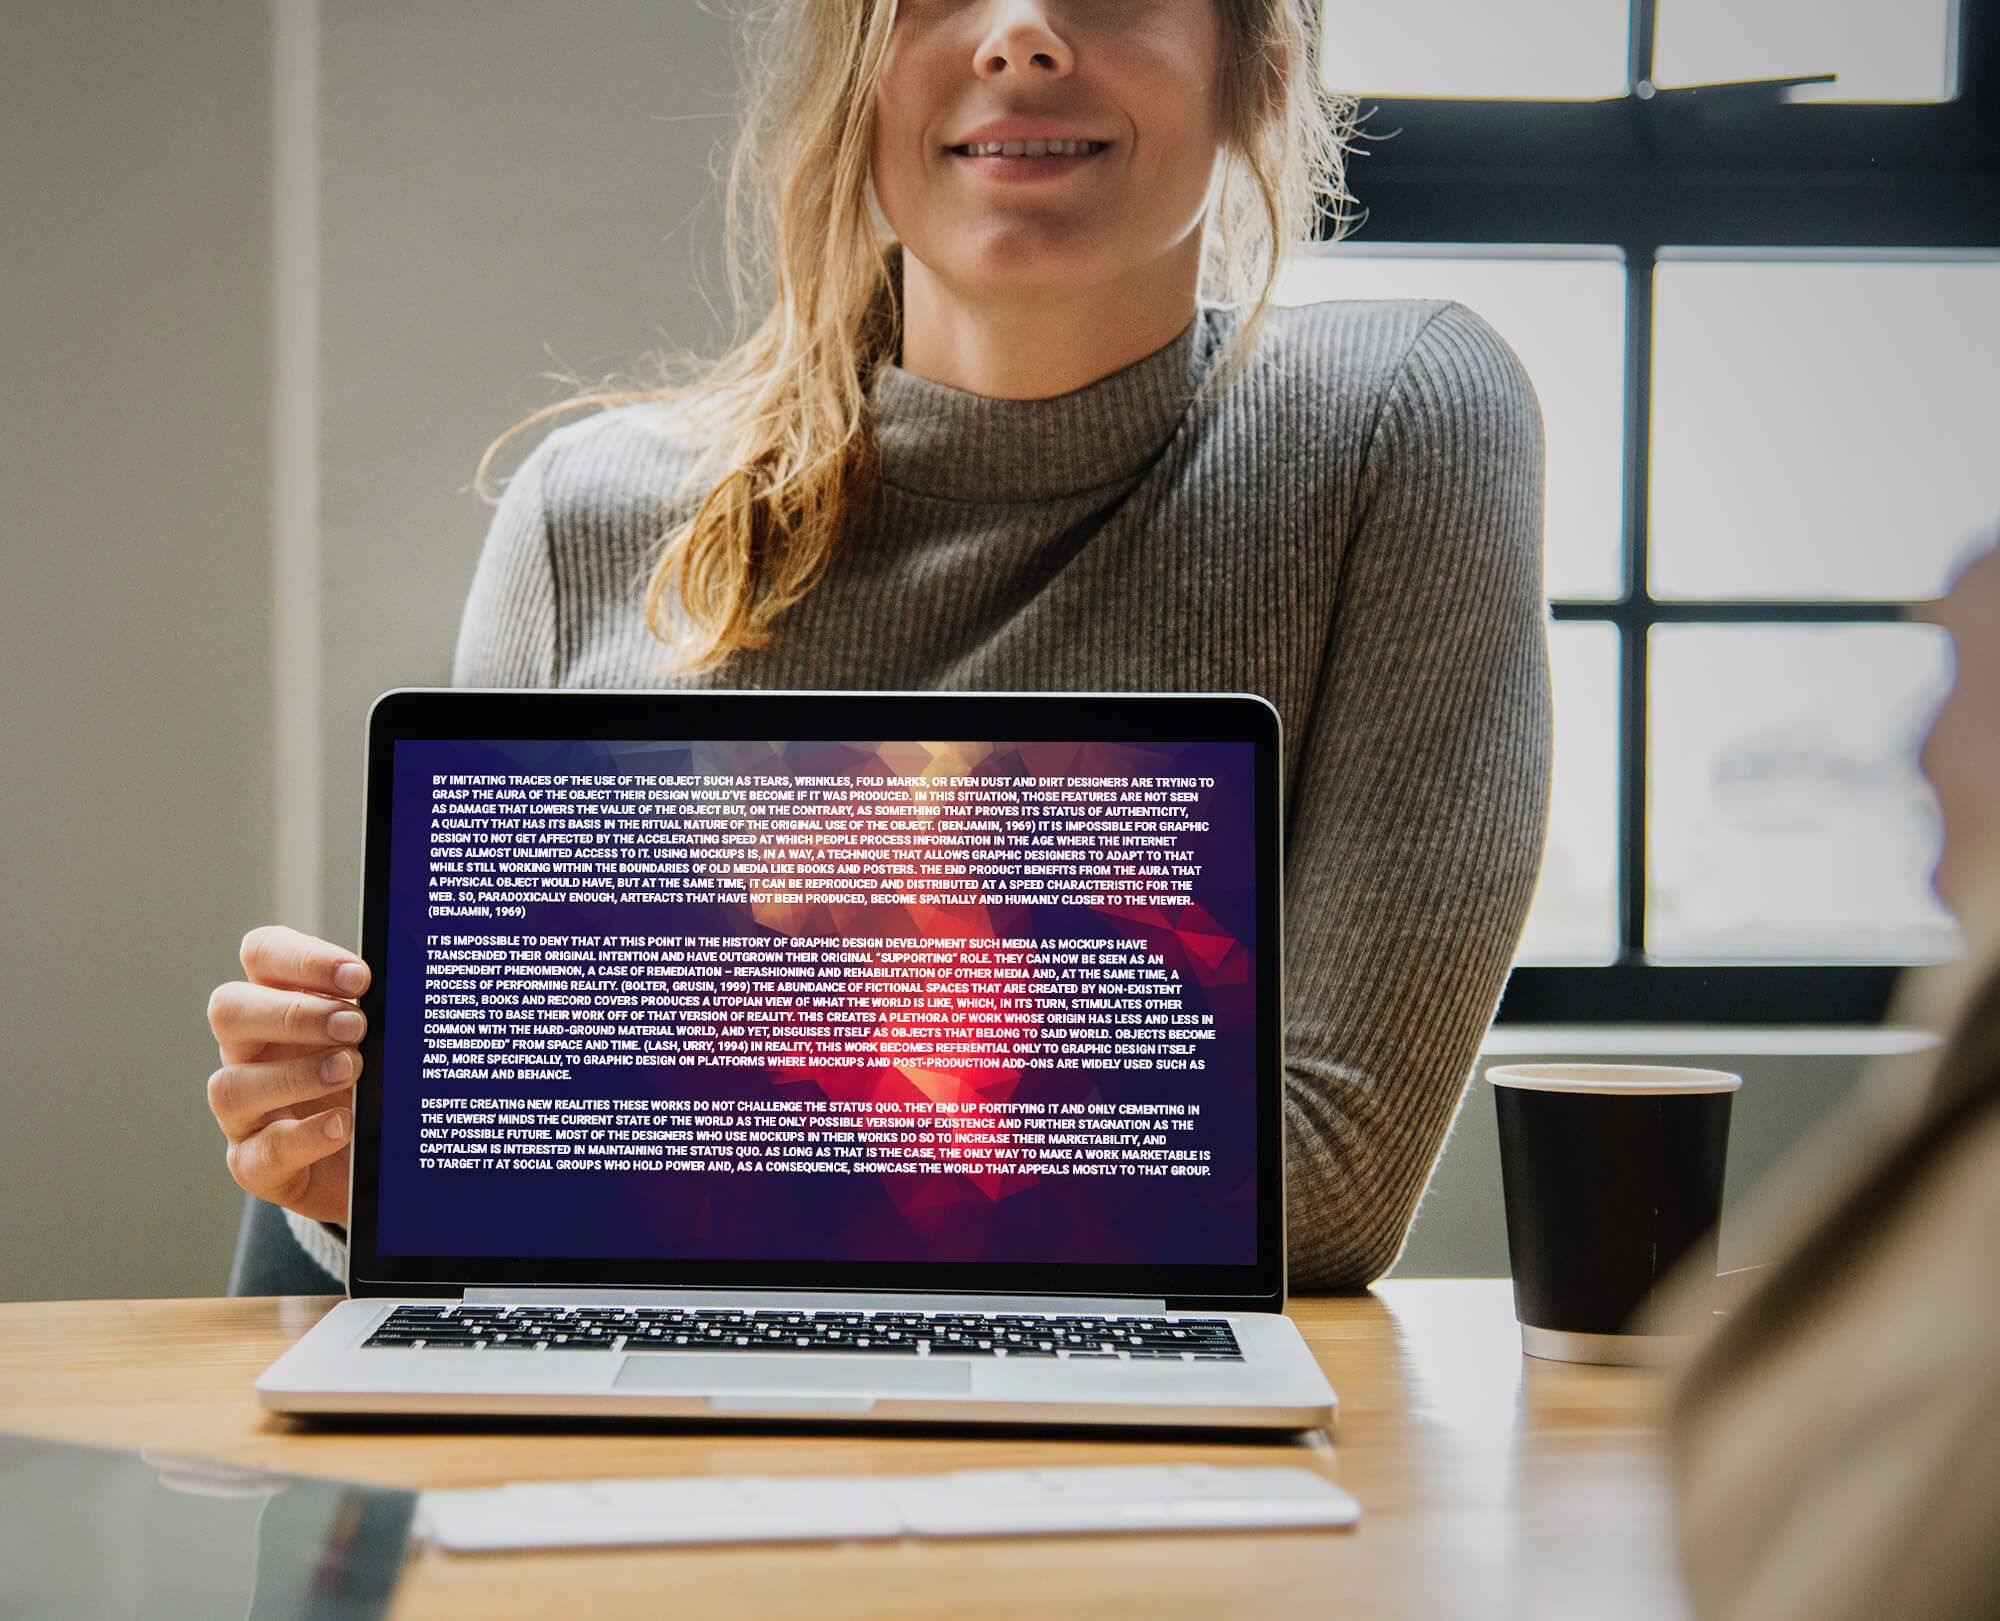 BY IMITATING TRACES OF THE USE OF THE OBJECT SUCH AS TEARS, WRINKLES, FOLD MARKS, OR EVEN DUST AND DIRT DESIGNERS ARE TRYING TO
GRASP THE AURA OF THE OBJECT THEIR DESIGN WOULD'VE BECOME IF IT WAS PRODUCED. IN THIS SITUATION, THOSE FEATURES ARE NOT SEEN
AS DAMAGE THAT LOWERS THE VALUE OF THE OBJECT BUT, ON THE CONTRARY, AS SOMETHING THAT PROVES ITS STATUS OF AUTHENTICITY,
A QUALITY THAT HAS ITS BASIS IN THE RITUAL NATURE OF THE ORIGINAL USE OF THE OBJECT. (BENJAMIN, 1969) IT IS IMPOSSIBLE FOR GRAPHIC
DESIGN TO NOT GET AFFECTED BY THE ACCELERATING SPEED AT WHICH PEOPLE PROCESS INFORMATION IN THE AGE WHERE THE INTERNET
GIVES ALMOST UNLIMITED ACCESS TO IT. USING MOCKUPS IS, IN A WAY, A TECHNIQUE THAT ALLOWS GRAPHIC DESIGNERS TO ADAPT TO THAT
WHILE STILL WORKING WITHIN THE BOUNDARIES OF OLD MEDIA LIKE BOOKS AND POSTERS. THE END PRODUCT BENEFITS FROM THE AURA THAT
A PHYSICAL OBJECT WOULD HAVE, BUT AT THE SAME TIME, IT CAN BE REPRODUCED AND DISTRIBUTED AT A SPEED CHARACTERISTIC FOR THE
WEB. SO, PARADOXICALLY ENOUGH, ARTEFACTS THAT HAVE NOT BEEN PRODUCED, BECOME SPATIALLY AND HUMANLY CLOSER TO THE VIEWER.
(BENJAMIN, 1969)
IT IS IMPOSSIBLE TO DENY THAT AT THIS POINT IN THE HISTORY OF GRAPHIC DESIGN DEVELOPMENT SUCH MEDIA AS MOCKUPS HAVE
TRANSCENDED THEIR ORIGINAL INTENTION AND HAVE OUTGROWN THEIR ORIGINAL "SUPPORTING" ROLE. THEY CAN NOW BE SEEN AS AN
INDEPENDENT PHENOMENON, A CASE OF REMEDIATION – REFASHIONING AND REHABILITATION OF OTHER MEDIA AND, AT THE SAME TIME, A
PROCESS OF PERFORMING REALITY. (BOLTER, GRUSIN, 1999) THE ABUNDANCE OF FICTIONAL SPACES THAT ARE CREATED BY NON-EXISTENT
POSTERS, BOOKS AND RECORD COVERS PRODUCES A UTOPIAN VIEW OF WHAT THE WORLD IS LIKE, WHICH, IN ITS TURN, STIMULATES OTHER
DESIGNERS TO BASE THEIR WORK OFF OF THAT VERSION OF REALITY. THIS CREATES A PLETHORA OF WORK WHOSE ORIGIN HAS LESS AND LESS IN
COMMON WITH THE HARD-GROUND MATERIAL WORLD, AND YET, DISGUISES ITSELF AS OBJECTS THAT BELONG TO SAID WORLD. OBJECTS BECOME
"DISEMBEDDED" FROM SPACE AND TIME. (LASH, URRY, 1994) IN REALITY, THIS WORK BECOMES REFERENTIAL ONLY TO GRAPHIC DESIGN ITSELF
AND, MORE SPECIFICALLY, TO GRAPHIC DESIGN ON PLATFORMS WHERE MOCKUPS AND POST-PRODUCTION ADD-ONS ARE WIDELY USED SUCH AS
INSTAGRAM AND BEHANCE.
DESPITE CREATING NEW REALITIES THESE WORKS DO NOT CHALLENGE THE STATUS QUO. THEY END UP FORTIFYING IT AND ONLY CEMENTING IN
THE VIEWERS' MINDS THE CURRENT STATE OF THE WORLD AS THE ONLY POSSIBLE VERSION OF EXISTENCE AND FURTHER STAGNATION AS THE
ONLY POSSIBLE FUTURE. MOST OF THE DESIGNERS WHO USE MOCKUPS IN THEIR WORKS DO SO TO INCREASE THEIR MARKETABILITY, AND
CAPITALISM IS INTERESTED IN MAINTAINING THE STATUS QUO. AS LONG AS THAT IS THE CASE, THE ONLY WAY TO MAKE A WORK MARKETABLE IS
TO TARGET IT AT SOCIAL GROUPS WHO HOLD POWER AND, AS A CONSEQUENCE, SHOWCASE THE WORLD THAT APPEALS MOSTLY TO THAT GROUP.